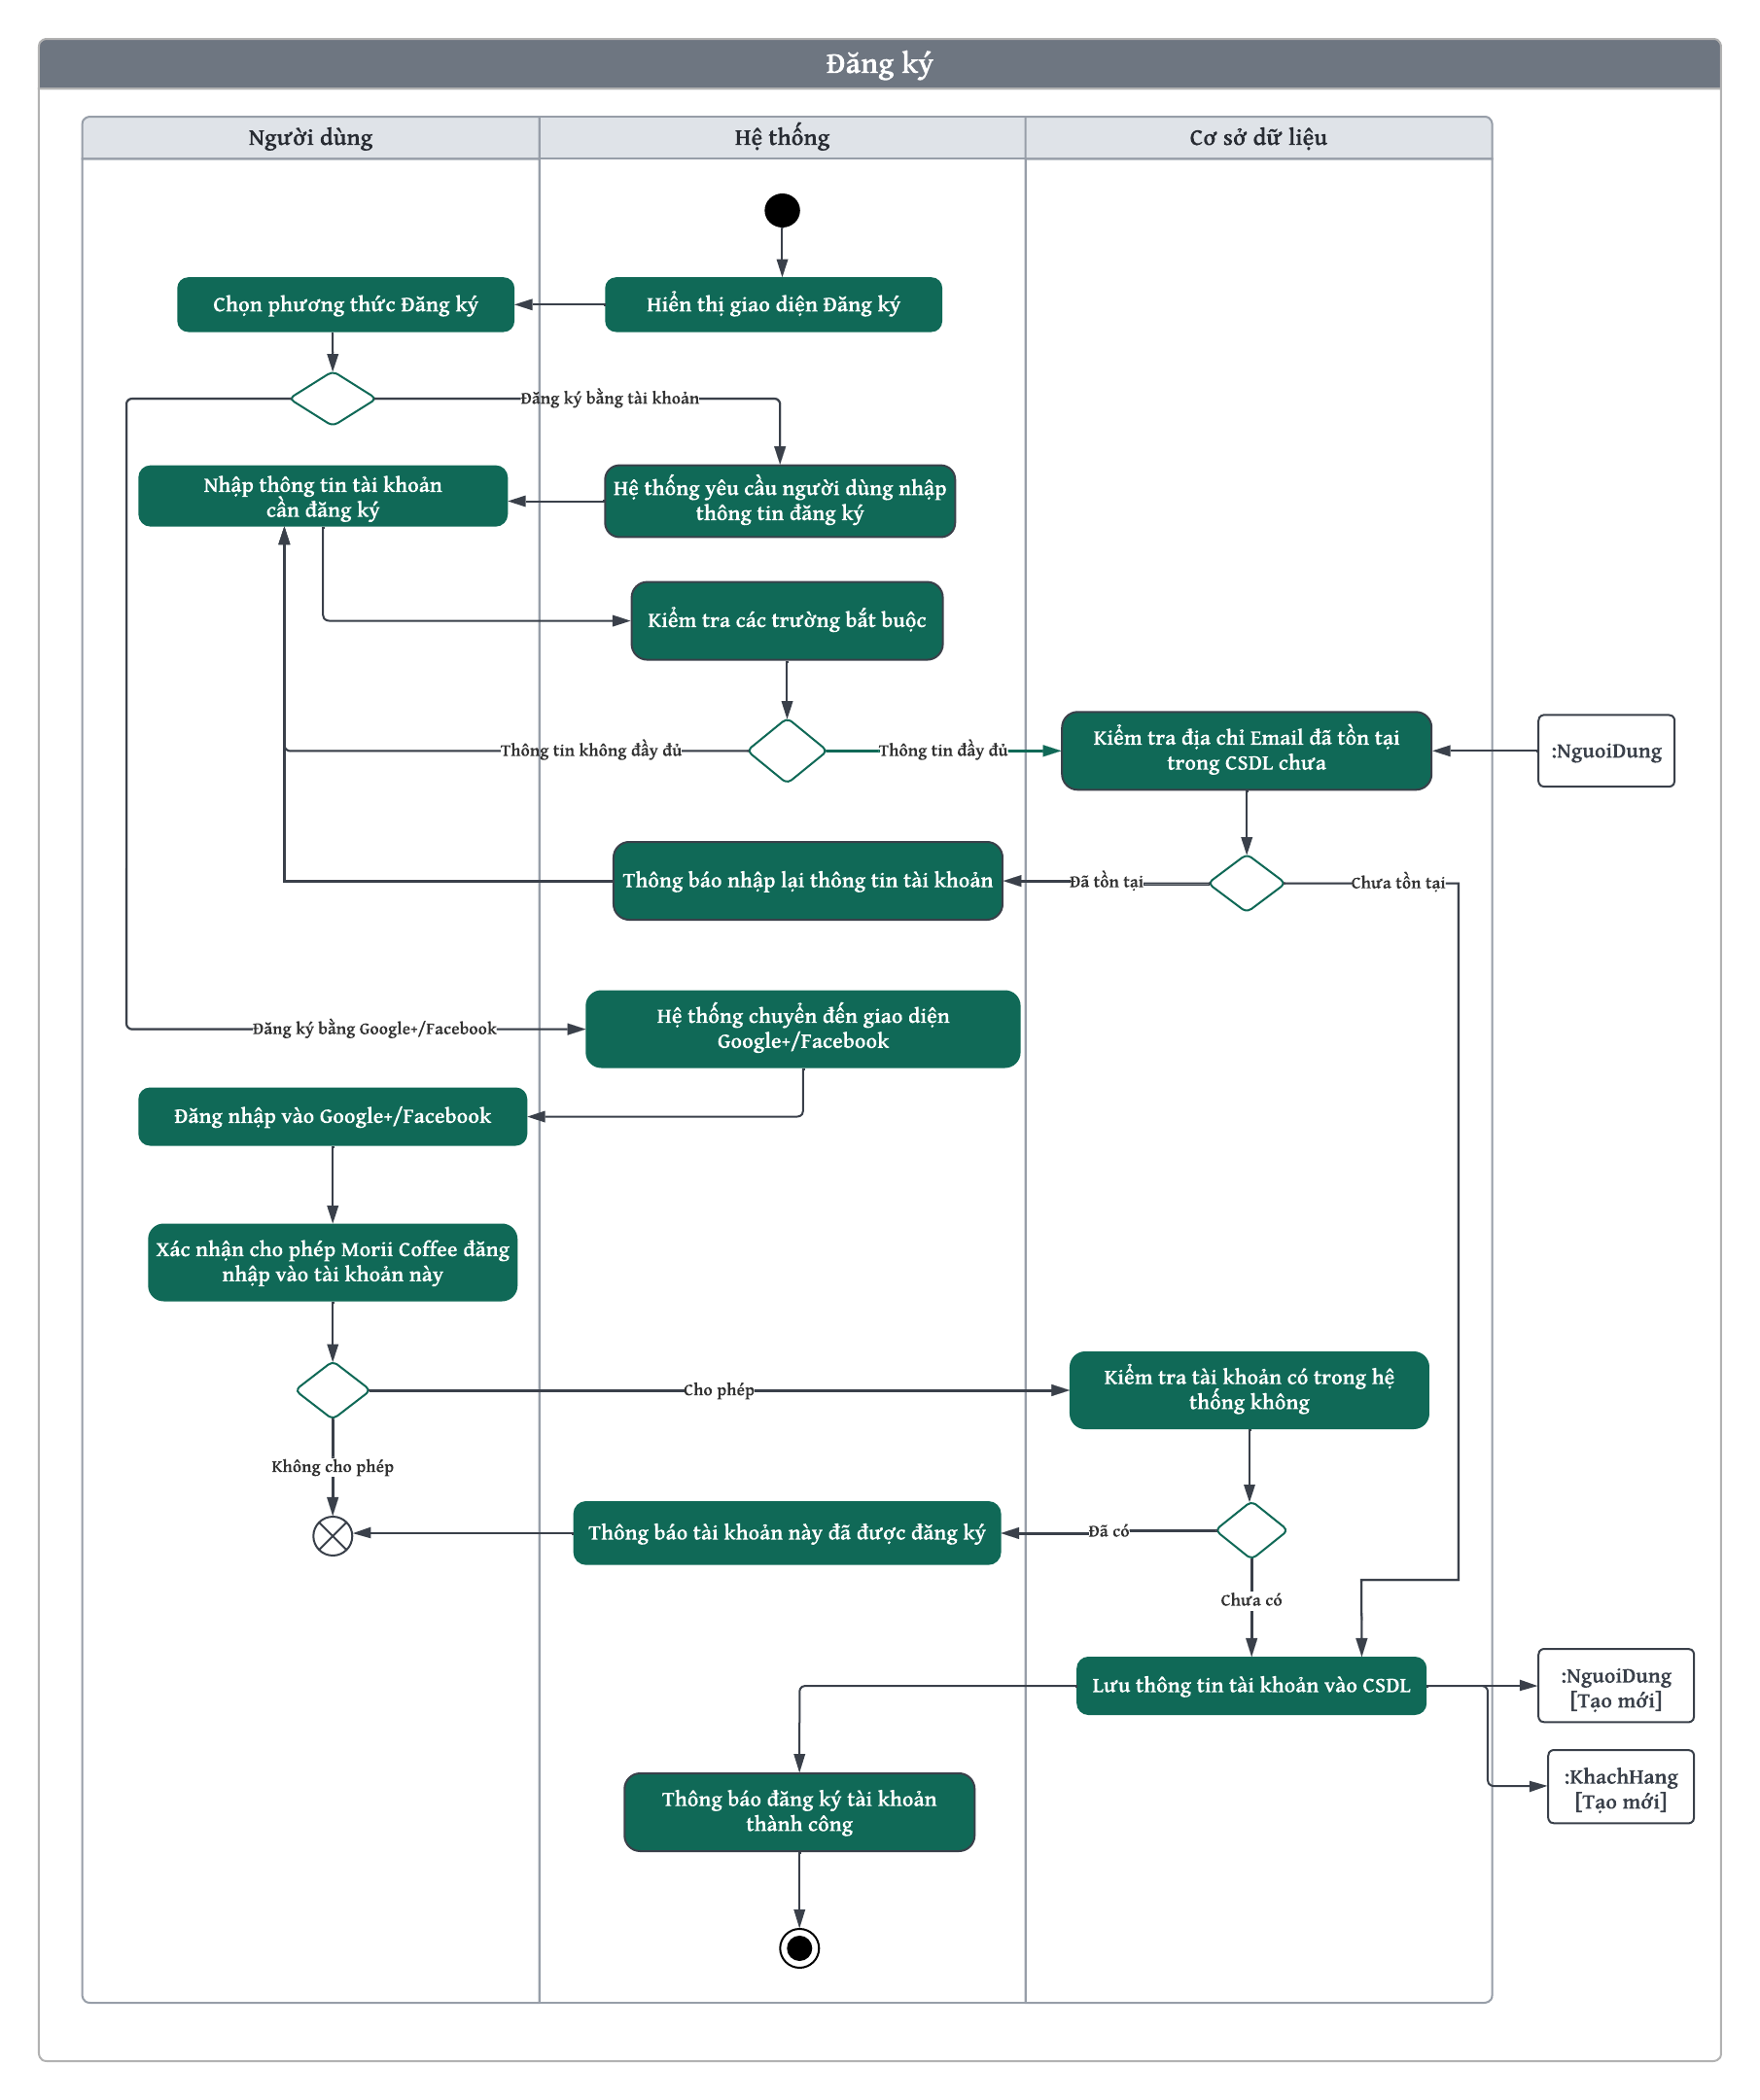 Đăng ký
Người dùng
Hệ thống
Cơ sở dữ liệu
Chọn phương thức Đăng ký
Hiển thị giao diện Đăng ký
Đăng ký bằng tài khoản
Nhập thông tin tài khoản
cần đăng ký
Hệ thống yêu cầu người dùng nhập
thông tin đăng ký
Kiểm tra các trường bắt buộc
Thông tin không đầy đủ
Thông tin đầy đủ
Kiểm tra địa chỉ Email đã tồn tại
trong CSDL chưa
:NguoiDung
Thông báo nhập lại thông tin tài khoản
Đã tồn tại
Chưa tồn tại
Đăng ký bằng Google+/Facebook
Hệ thống chuyển đến giao diện
Google+/Facebook
Đăng nhập vào Google+/Facebook
Xác nhận cho phép Morii Coffee đăng
nhập vào tài khoản này
Cho phép
Kiểm tra tài khoản có trong hệ
thống không
Không cho phép
Thông báo tài khoản này đã được đăng ký
Đã có
Chưa có
Lưu thông tin tài khoản vào CSDL
:NguoiDung
[Tạo mới]
:KhachHang
[Tạo mới]
Thông báo đăng ký tài khoản
thành công